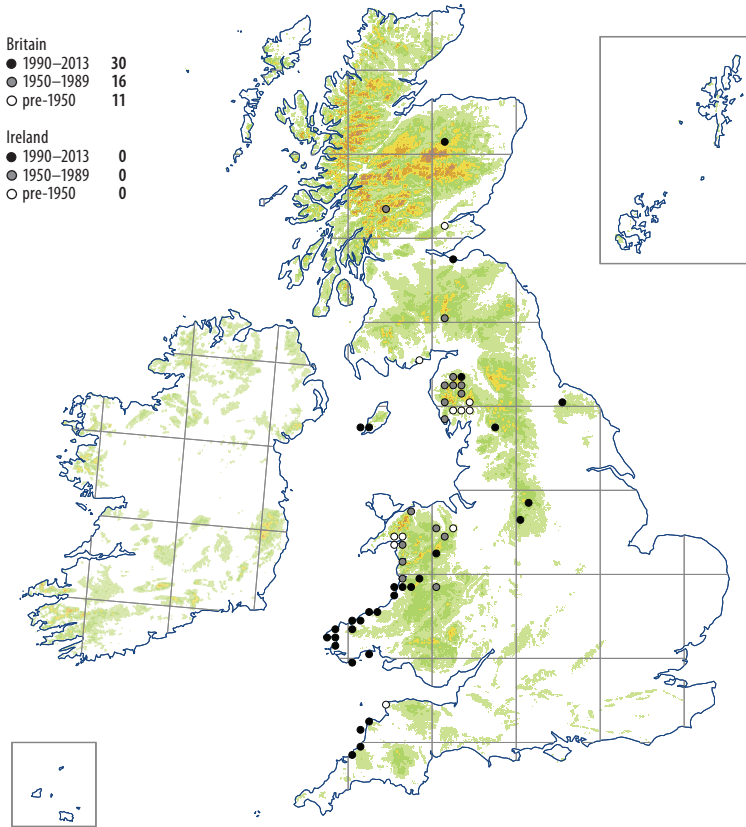 Britain
● 1990–2013 30
● 1950–1989 16
○ pre-1950 11
Ireland
● 1990–2013 0
● 1950–1989 0
○ pre-1950 0